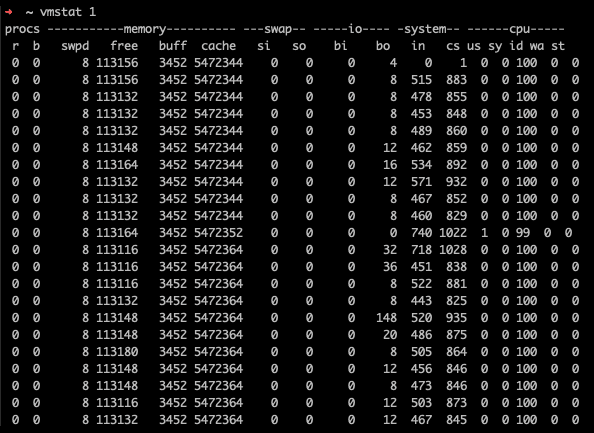 ➜  ~ vmstat 1
procs -----------memory---------- ---swap-- -----io---- -system-- ------cpu-----
 r  b   swpd   free   buff  cache   si   so    bi    bo   in   cs us sy id wa st
 0  0      8 113156   3452 5472344    0    0     0     4    0    1  0  0 100  0  0
 0  0      8 113156   3452 5472344    0    0     0     8  515  883  0  0 100  0  0
 0  0      8 113132   3452 5472344    0    0     0     8  478  855  0  0 100  0  0
 0  0      8 113132   3452 5472344    0    0     0     8  453  848  0  0 100  0  0
 0  0      8 113132   3452 5472344    0    0     0     8  489  860  0  0 100  0  0
 0  0      8 113148   3452 5472344    0    0     0    12  462  859  0  0 100  0  0
 0  0      8 113164   3452 5472344    0    0     0    16  534  892  0  0 100  0  0
 0  0      8 113132   3452 5472344    0    0     0    12  571  932  0  0 100  0  0
 0  0      8 113132   3452 5472344    0    0     0     8  467  852  0  0 100  0  0
 0  0      8 113132   3452 5472344    0    0     0     8  460  829  0  0 100  0  0
 0  0      8 113164   3452 5472352    0    0     0     0  740 1022  1  0 99  0  0
 0  0      8 113116   3452 5472364    0    0     0    32  718 1028  0  0 100  0  0
 0  0      8 113116   3452 5472364    0    0     0    36  451  838  0  0 100  0  0
 0  0      8 113116   3452 5472364    0    0     0     8  522  881  0  0 100  0  0
 0  0      8 113132   3452 5472364    0    0     0     8  443  825  0  0 100  0  0
 0  0      8 113148   3452 5472364    0    0     0   148  520  935  0  0 100  0  0
 0  0      8 113148   3452 5472364    0    0     0    20  486  875  0  0 100  0  0
 0  0      8 113180   3452 5472364    0    0     0     8  505  864  0  0 100  0  0
 0  0      8 113148   3452 5472364    0    0     0    12  456  846  0  0 100  0  0
 0  0      8 113148   3452 5472364    0    0     0     8  473  846  0  0 100  0  0
 0  0      8 113116   3452 5472364    0    0     0    12  503  873  0  0 100  0  0
 0  0      8 113132   3452 5472364    0    0     0    12  467  845  0  0 100  0  0